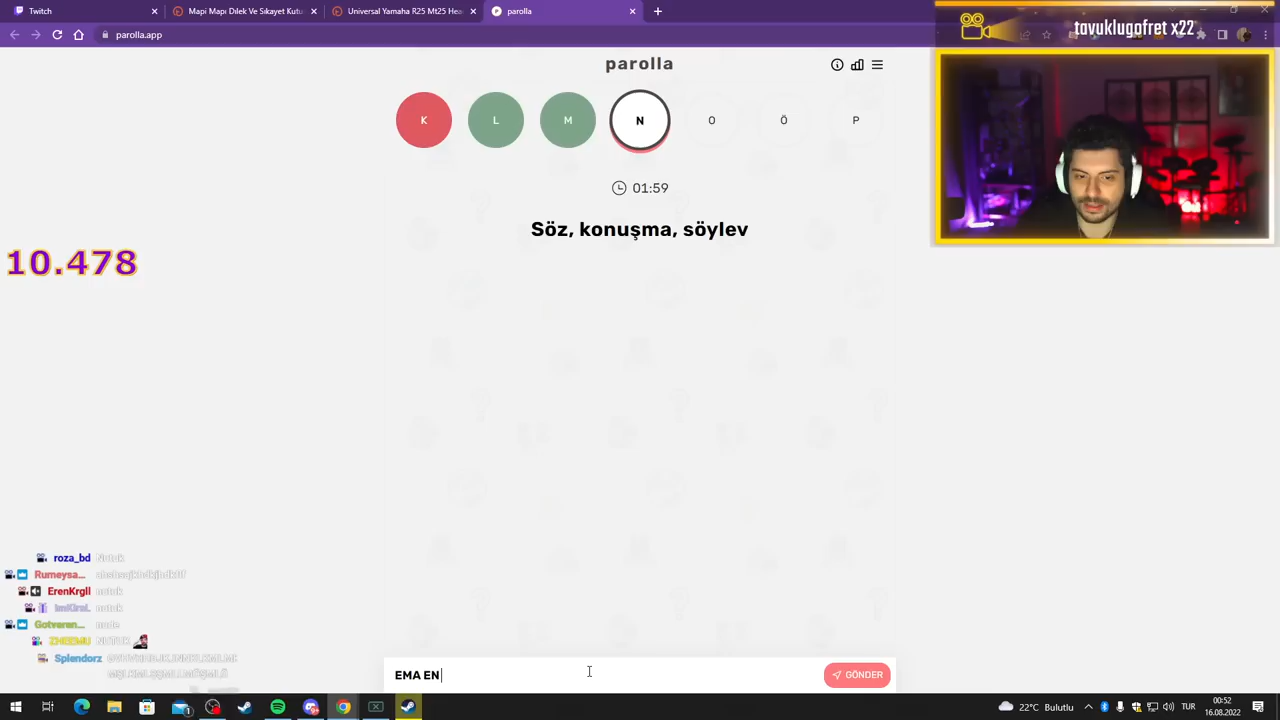 Twitch
Mapi Mapı Dilek Ve Sikayet Kutu
Universal Yamaha R25 Mt25 Hea
parolla
parolla.app
tavuklugofret x22
parolla
K L M N O Ö P
01:59
Söz, konuşma, söylev
10.478
roza_bd Nutuk
Rumeysa...
ErenKrgll nutuk
nutuk
Gotveren...
NUTUK
Splendorz
EMA EN
GÖNDER
22°C Bulutlu
TUR
00:52
16.08.2022